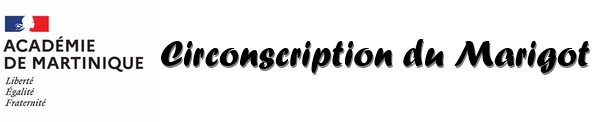 ACADÉMIE
DE MARTINIQUE
Liberté
Égalité
Fraternité
Circonscription du Marigot